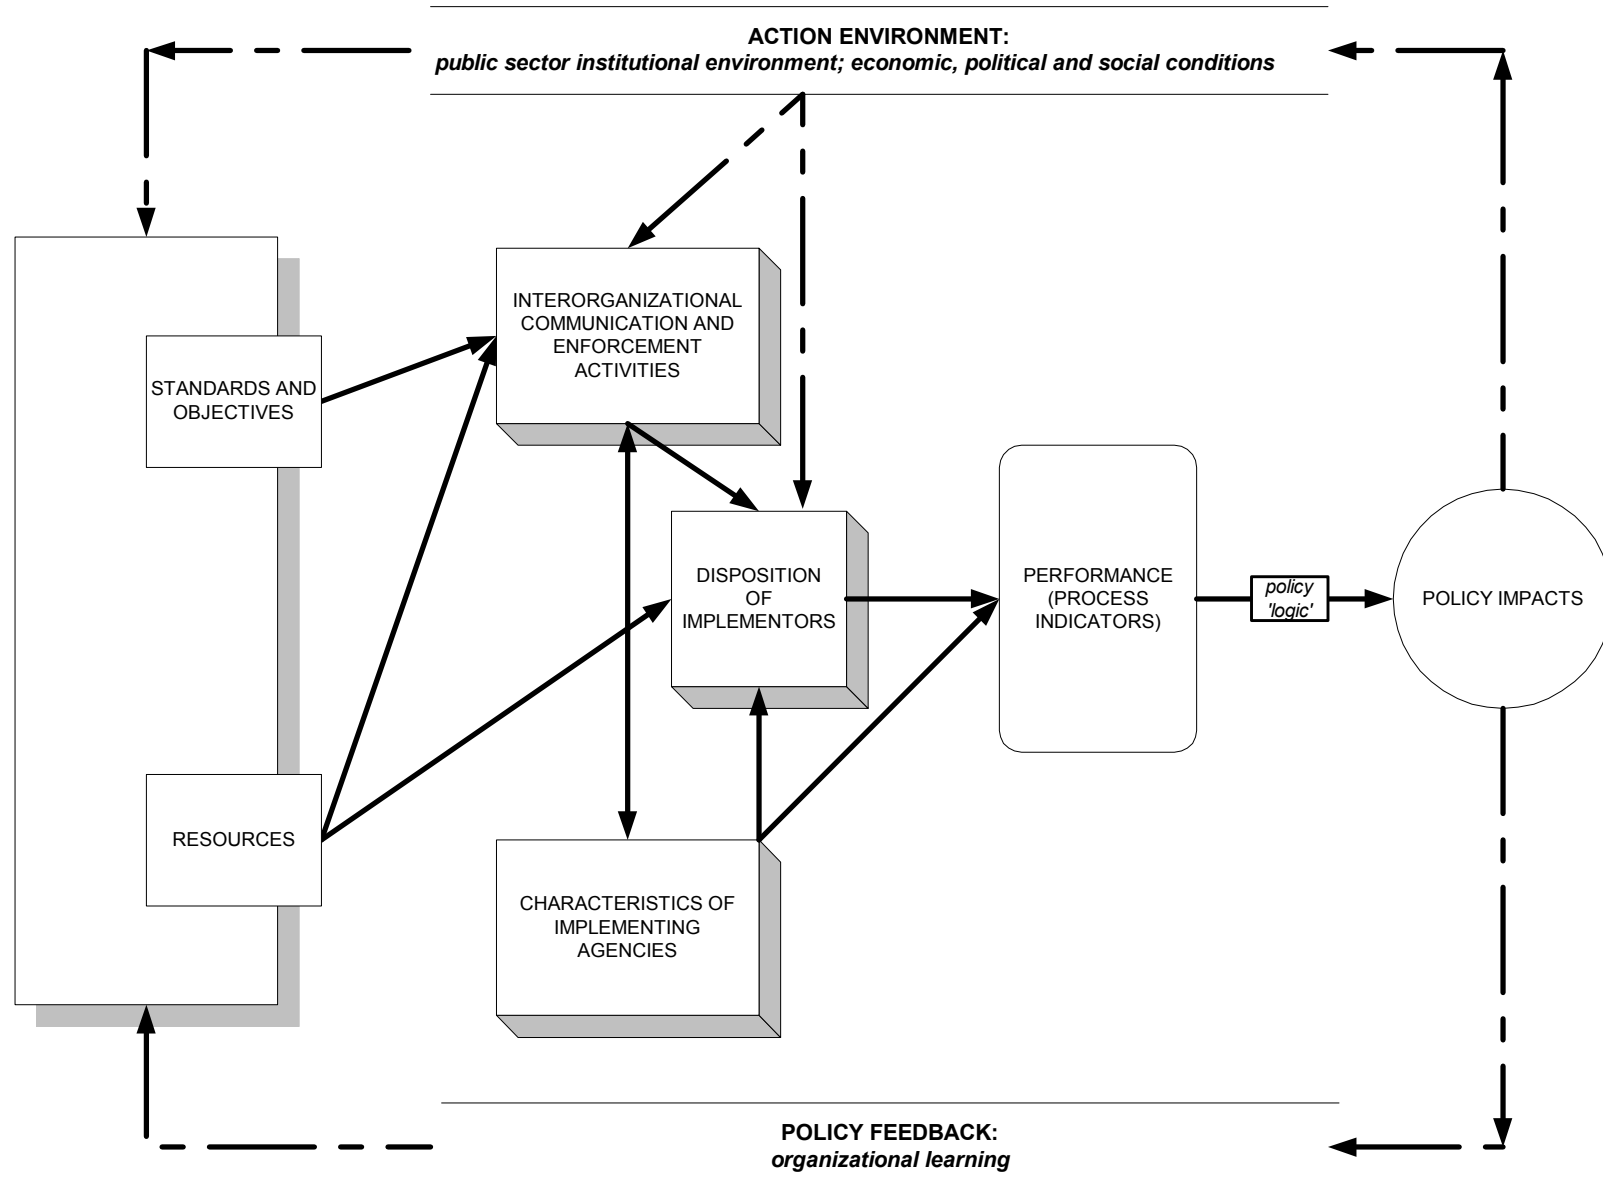 ACTION ENVIRONMENT:
public sector institutional environment; economic, political and social conditions
INTERORGANIZATIONAL
COMMUNICATION AND
ENFORCEMENT
ACTIVITIES
STANDARDS AND
OBJECTIVES
DISPOSITION
OF
IMPLEMENTORS
PERFORMANCE
(PROCESS
INDICATORS)
policy
'logic'
POLICY IMPACTS
RESOURCES
CHARACTERISTICS OF
IMPLEMENTING
AGENCIES
POLICY FEEDBACK:
organizational learning